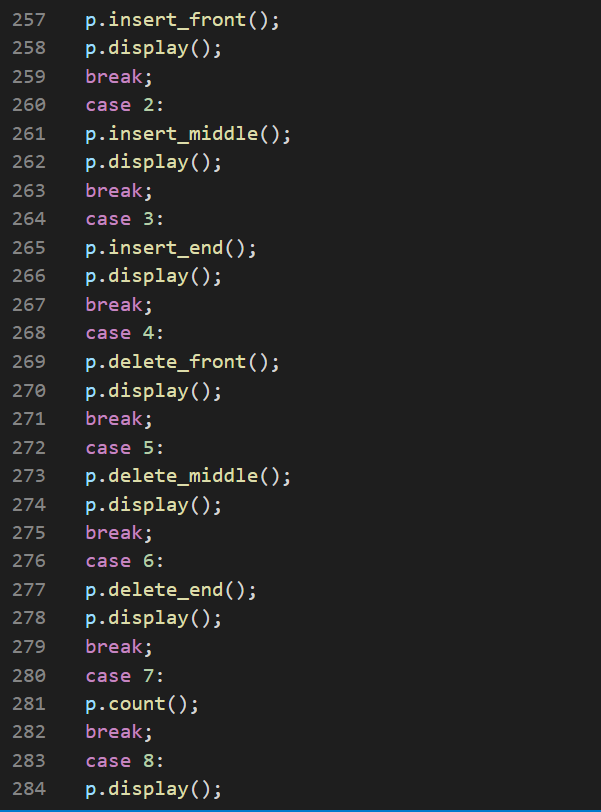 257 p.insert_front();
258 p.display();
259 break;
260 case 2:
261 p.insert_middle();
262 p.display();
263 break;
264 case 3:
265 p.insert_end();
266 p.display();
267 break;
268 case 4:
269 p.delete_front();
270 p.display();
271 break;
272 case 5:
273 p.delete_middle();
274 p.display();
275 break;
276 case 6:
277 p.delete_end();
278 p.display();
279 break;
280 case 7:
281 p.count();
282 break;
283 case 8:
284 p.display();